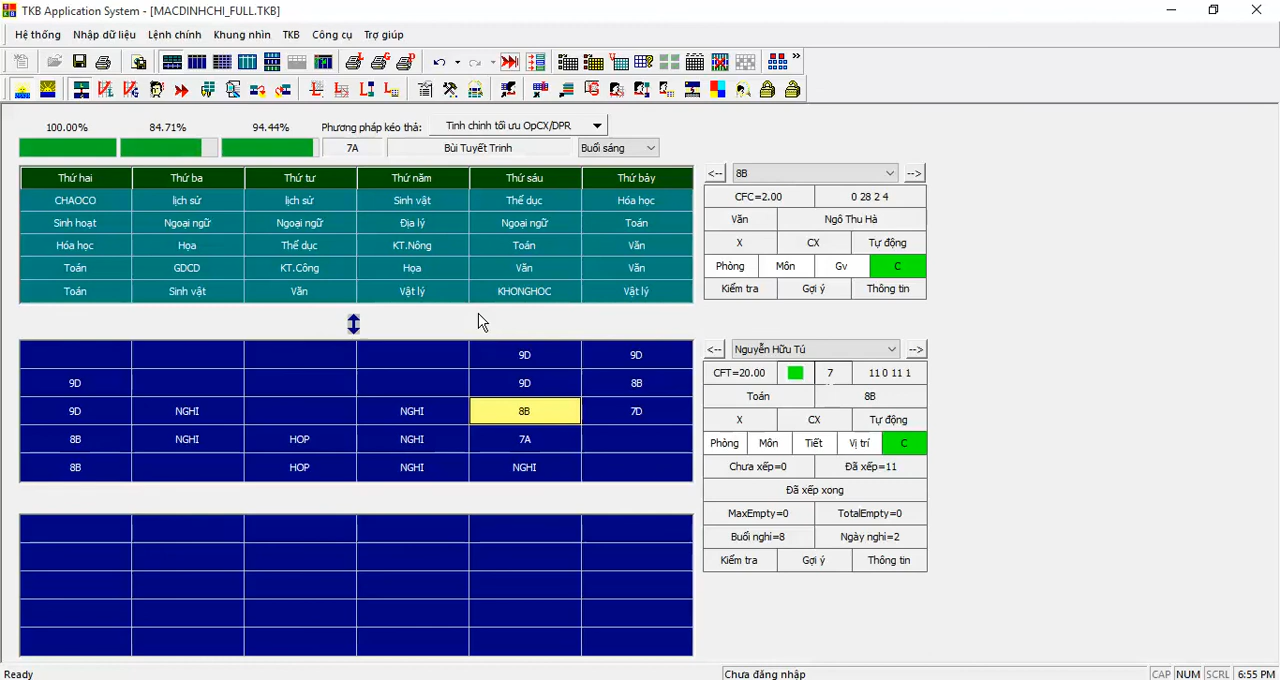 TKB Application System - [MACDINHCHI_FULL.TKB]
Hệ thống Nhập dữ liệu Lệnh chính Khung nhìn TKB Công cụ Trợ giúp
100.00% 84.71% 94.44% Phương pháp kéo thả: Tinh chỉnh tối ưu OpCX/DPR
7A Bùi Tuyết Trinh Buổi sáng
Thứ hai Thứ ba Thứ tư Thứ năm Thứ sáu Thứ bảy
CHAOCO lịch sử lịch sử Sinh vật Thể dục Hóa học
Sinh hoạt Ngoại ngữ Ngoại ngữ Địa lý Ngoại ngữ Toán
Hóa học Họa Thể dục KT.Nông Toán Văn
Toán GDCD KT.Công Họa Văn Văn
Toán Sinh vật Văn Vật lý KHONGHOC Vật lý
<-- 8B -->
CFC=2.00 0 28 2 4
Văn Ngô Thu Hà
X CX Tự động
Phòng Môn Gv C
Kiểm tra Gợi ý Thông tin
9D 9D
9D 9D 8B
9D NGHI NGHI 8B 7D
8B NGHI HOP NGHI 7A
8B HOP NGHI NGHI
<-- Nguyễn Hữu Tú -->
CFT=20.00 7 11 0 11 1
Toán 8B
X CX Tự động
Phòng Môn Tiết Vị trí C
Chưa xếp=0 Đã xếp=11
Đã xếp xong
MaxEmpty=0 TotalEmpty=0
Buổi nghỉ=8 Ngày nghỉ=2
Kiểm tra Gợi ý Thông tin
Ready Chưa đăng nhập CAP NUM SCRL 6:55 PM